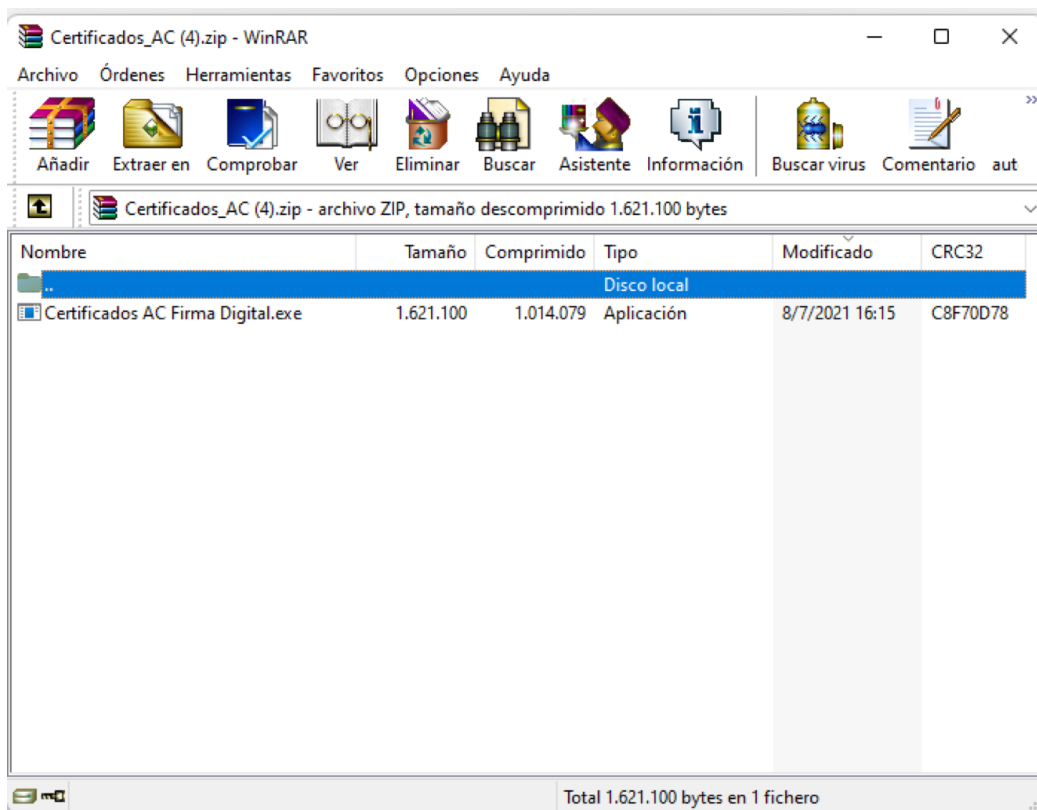 Certificados_AC (4).zip - WinRAR
Archivo Órdenes Herramientas Favoritos Opciones Ayuda
Añadir Extraer en Comprobar Ver Eliminar Buscar Asistente Información Buscar virus Comentario aut
Certificados_AC (4).zip - archivo ZIP, tamaño descomprimido 1.621.100 bytes
Nombre Tamaño Comprimido Tipo Modificado CRC32
.. Disco local
Certificados AC Firma Digital.exe 1.621.100 1.014.079 Aplicación 8/7/2021 16:15 C8F70D78
Total 1.621.100 bytes en 1 fichero